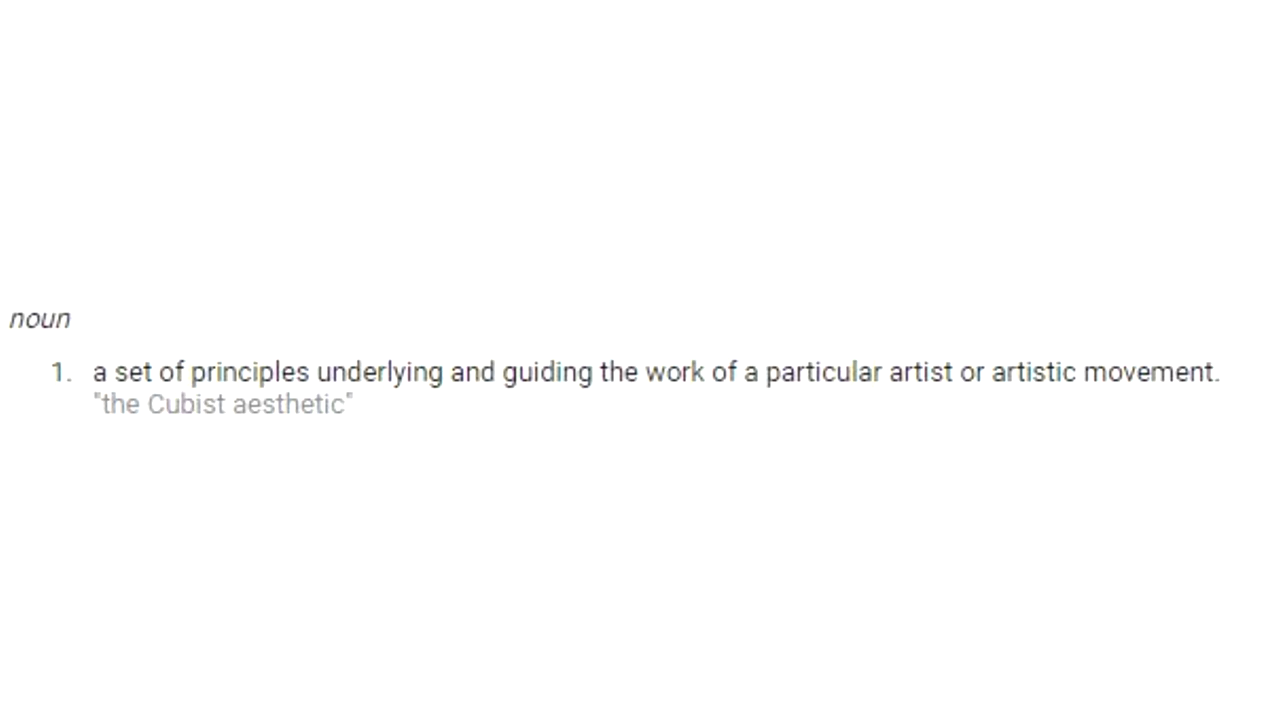 noun
1. a set of principles underlying and guiding the work of a particular artist or artistic movement.
"the Cubist aesthetic"